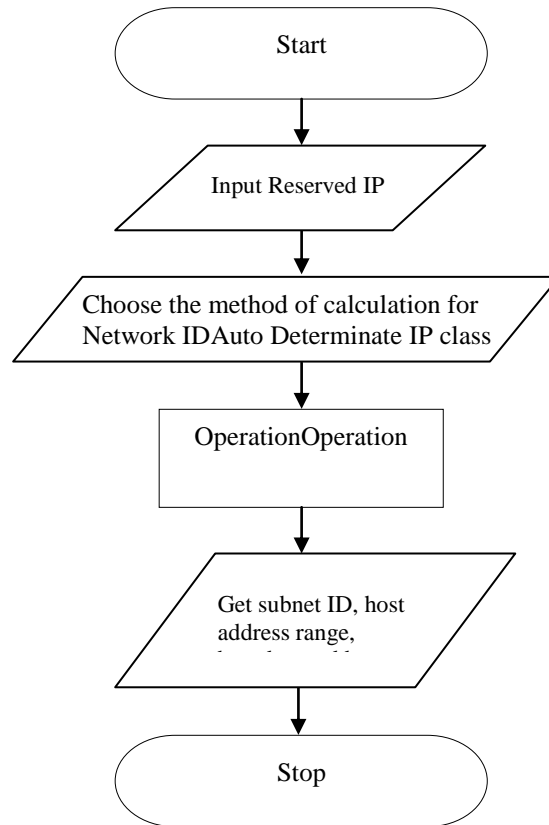 Start
Input Reserved IP
Choose the method of calculation for
Network IDAuto Determinate IP class
OperationOperation
Get subnet ID, host
address range,
Stop